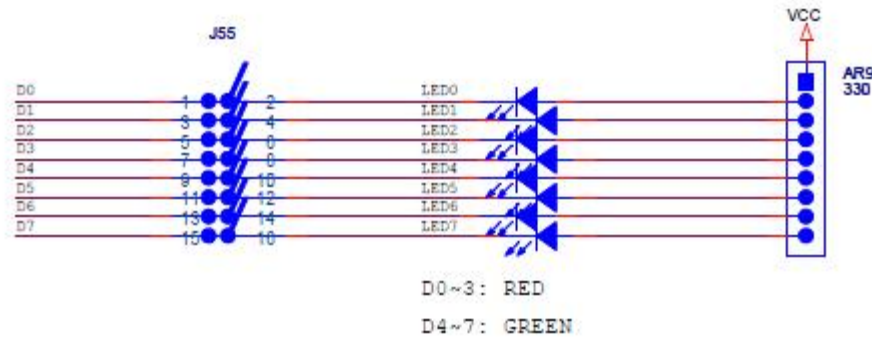 VCC
J55
AR9
330
D0 1 2 LED0
D1 3 4 LED1
D2 5 6 LED2
D3 7 8 LED3
D4 9 10 LED4
D5 11 12 LED5
D6 13 14 LED6
D7 15 16 LED7
D0~3: RED
D4~7: GREEN